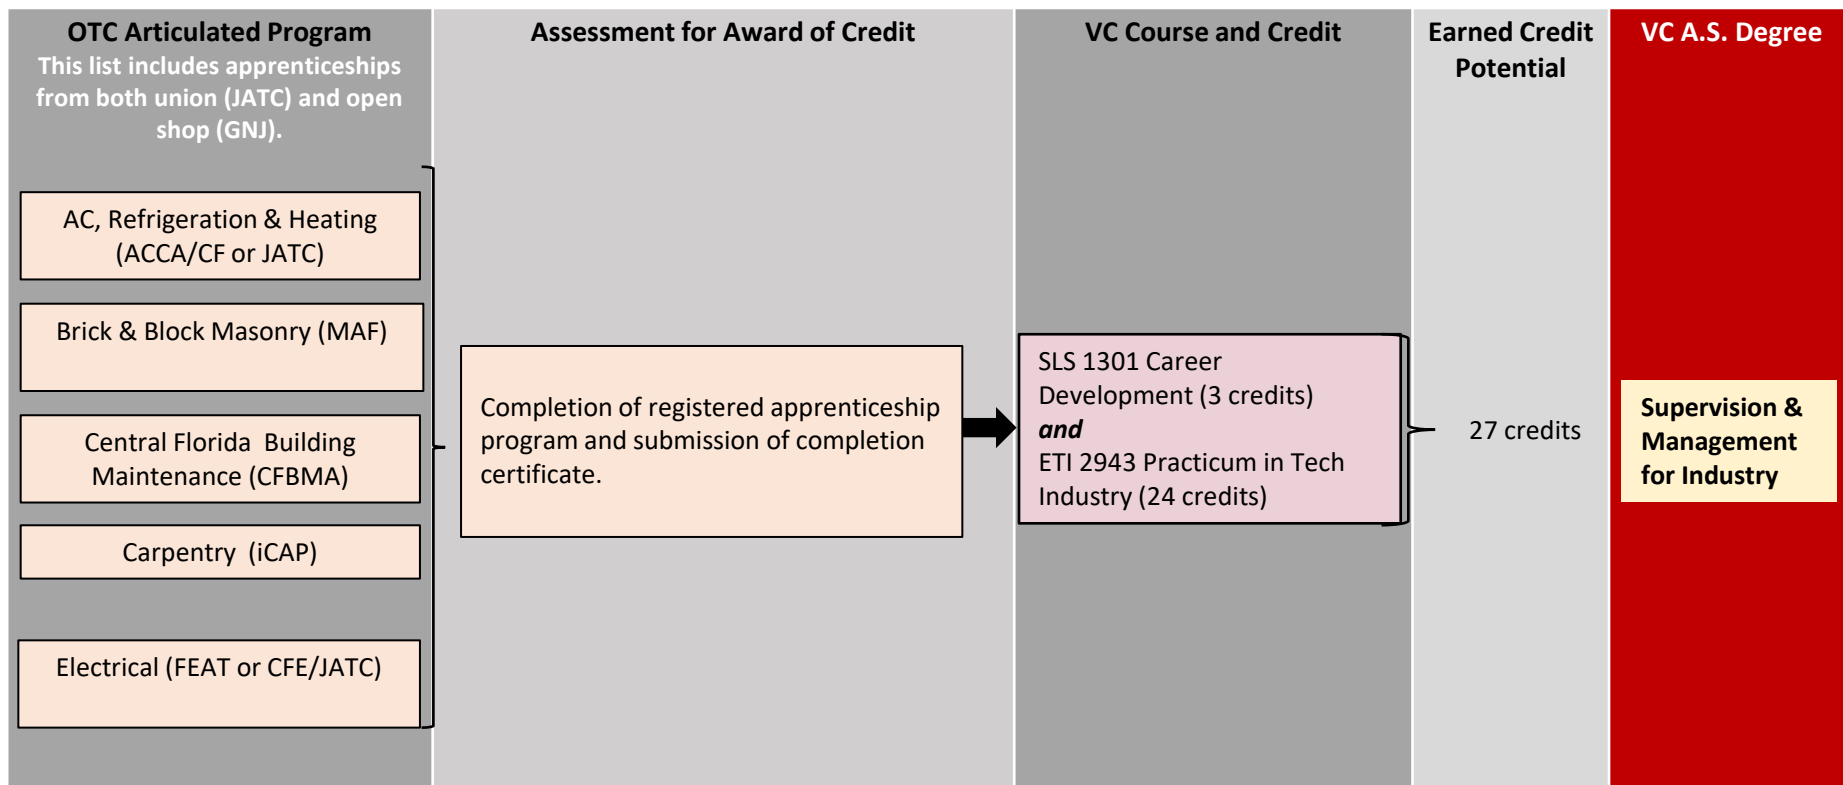 OTC Articulated Program
This list includes apprenticeships
from both union (JATC) and open
shop (GNJ).
AC, Refrigeration & Heating
(ACCA/CF or JATC)
Brick & Block Masonry (MAF)
Central Florida Building
Maintenance (CFBMA)
Carpentry (iCAP)
Electrical (FEAT or CFE/JATC)
Assessment for Award of Credit
Completion of registered apprenticeship
program and submission of completion
certificate.
VC Course and Credit
SLS 1301 Career
Development (3 credits)
and
ETI 2943 Practicum in Tech
Industry (24 credits)
Earned Credit
Potential
27 credits
VC A.S. Degree
Supervision &
Management
for Industry